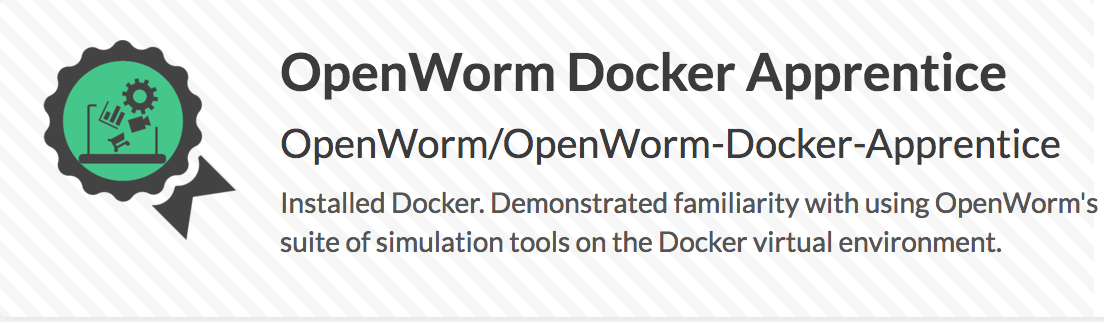 OpenWorm Docker Apprentice
OpenWorm/OpenWorm-Docker-Apprentice
Installed Docker. Demonstrated familiarity with using OpenWorm's
suite of simulation tools on the Docker virtual environment.